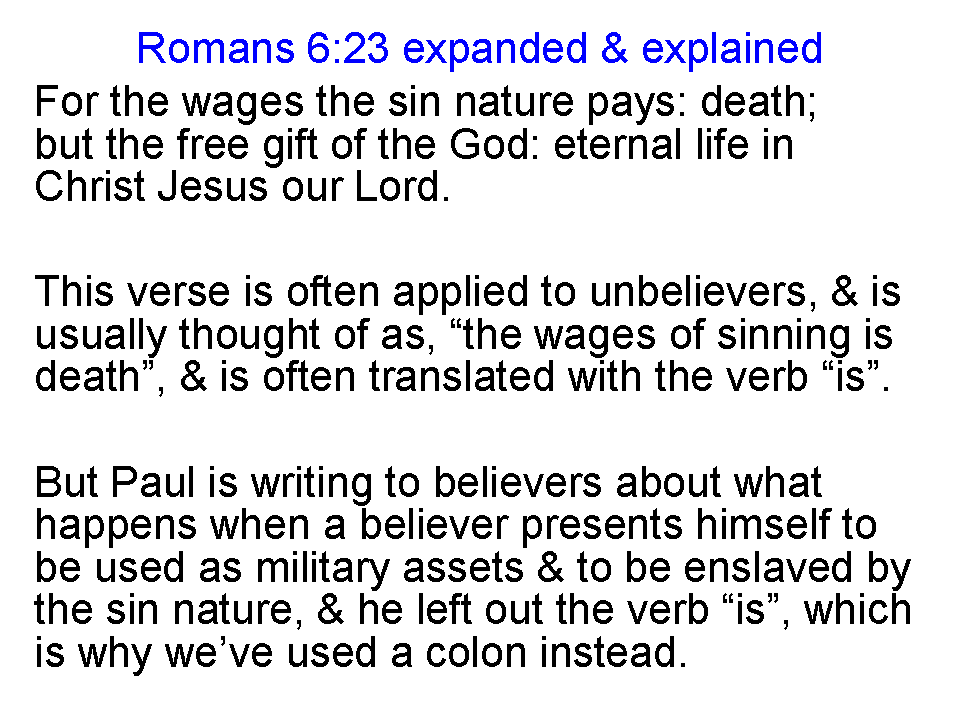 Romans 6:23 expanded & explained
For the wages the sin nature pays: death;
but the free gift of the God: eternal life in
Christ Jesus our Lord.
This verse is often applied to unbelievers, & is
usually thought of as, “the wages of sinning is
death”, & is often translated with the verb “is”.
But Paul is writing to believers about what
happens when a believer presents himself to
be used as military assets & to be enslaved by
the sin nature, & he left out the verb “is”, which
is why we’ve used a colon instead.